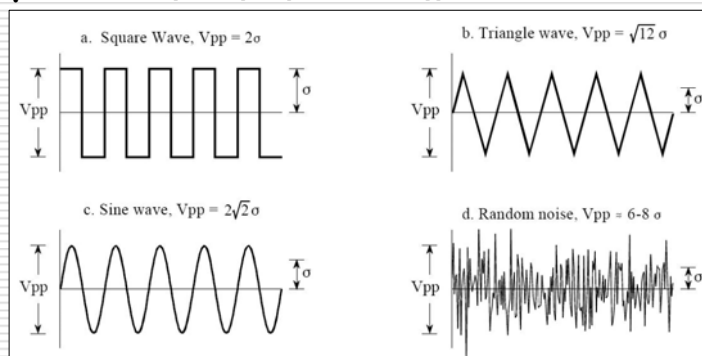 a. Square Wave, Vpp = 2σ
Vpp
σ
b. Triangle wave, Vpp = √12 σ
Vpp
σ
c. Sine wave, Vpp = 2√2σ
Vpp
σ
d. Random noise, Vpp ≈ 6-8 σ
Vpp
σ